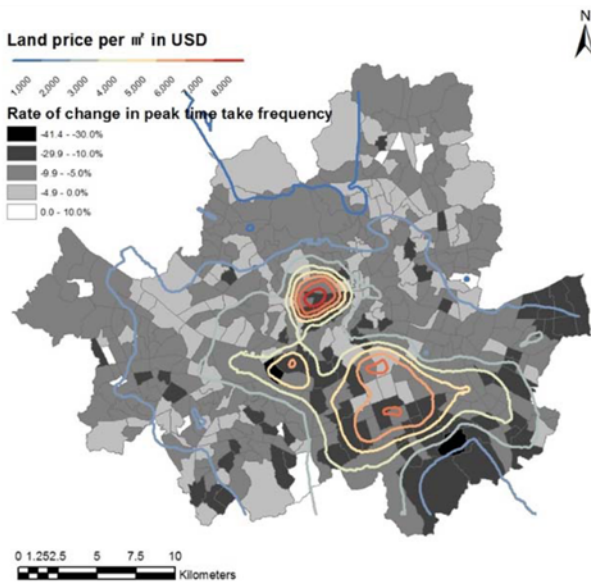 N
Land price per ㎡ in USD
1,000 2,000 3,000 4,000 5,000 6,000 7,000 8,000
Rate of change in peak time take frequency
-41.4 - -30.0%
-29.9 - -10.0%
-9.9 - -5.0%
-4.9 - 0.0%
0.0 - 10.0%
0 1.252.5 5 7.5 10
Kilometers